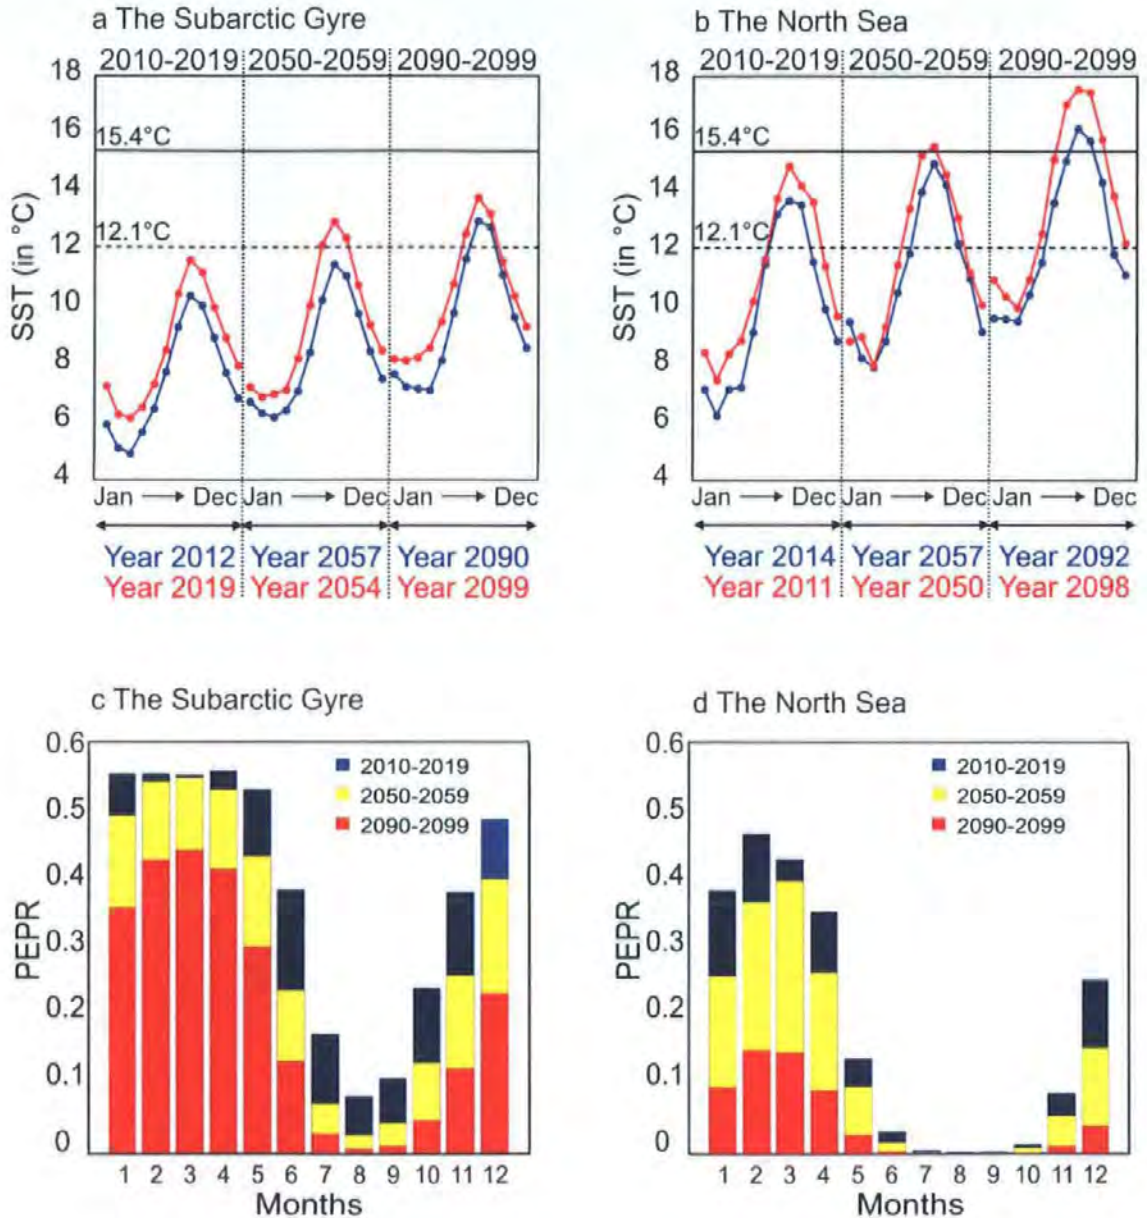 a The Subarctic Gyre
2010-2019 2050-2059 2090-2099
18
16
14
12
10
8
6
4
SST (in °C)
15.4°C
12.1°C
Jan Dec Jan Dec Jan Dec
Year 2012 Year 2057 Year 2090
Year 2019 Year 2054 Year 2099
b The North Sea
2010-2019 2050-2059 2090-2099
18
16
14
12
10
8
6
4
SST (in °C)
15.4°C
12.1°C
Jan Dec Jan Dec Jan Dec
Year 2014 Year 2057 Year 2092
Year 2011 Year 2050 Year 2098
c The Subarctic Gyre
0.6
0.5
0.4
0.3
0.2
0.1
0
PEPR
2010-2019
2050-2059
2090-2099
1 2 3 4 5 6 7 8 9 10 11 12
Months
d The North Sea
0.6
0.5
0.4
0.3
0.2
0.1
0
PEPR
2010-2019
2050-2059
2090-2099
1 2 3 4 5 6 7 8 9 10 11 12
Months